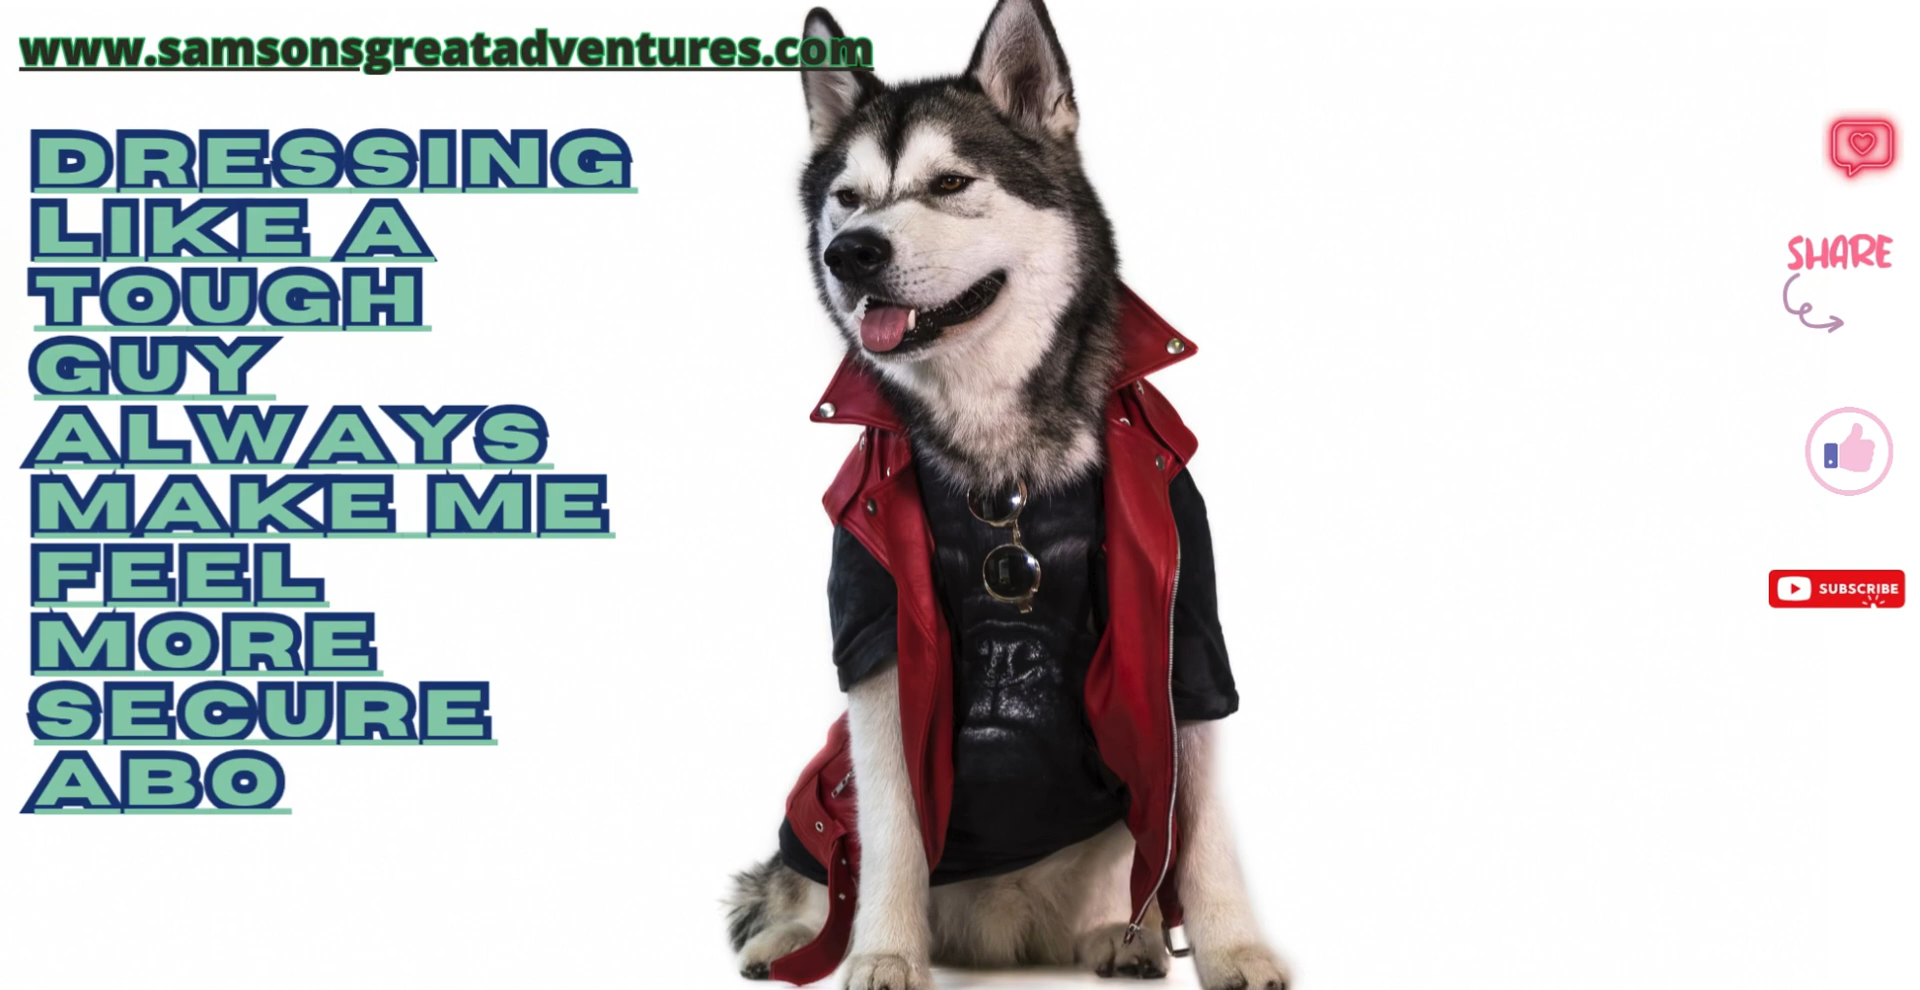 www.samsonsgreatadventures.com
DRESSING
LIKE A
TOUGH
GUY
ALWAYS
MAKE ME
FEEL
MORE
SECURE
ABO
SHARE
SUBSCRIBE